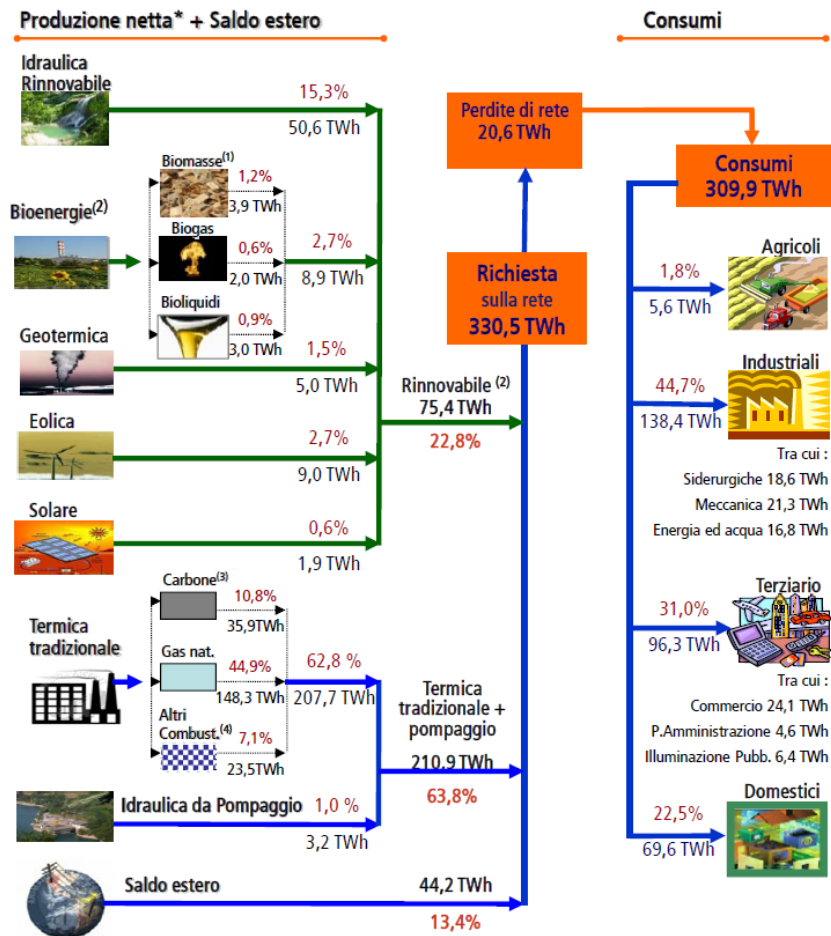 Produzione netta* + Saldo estero
Idraulica
Rinnovabile
15,3%
50,6 TWh
Bioenergie(2)
Biomasse(1)
1,2%
3,9 TWh
Biogas
0,6%
2,0 TWh
Bioliquidi
0,9%
3,0 TWh
2,7%
8,9 TWh
Geotermica
1,5%
5,0 TWh
Eolica
2,7%
9,0 TWh
Solare
0,6%
1,9 TWh
Rinnovabile (2)
75,4 TWh
22,8%
Termica
tradizionale
Carbone(3)
10,8%
35,9TWh
Gas nat.
44,9%
148,3 TWh
Altri
Combust.(4)
7,1%
23,5TWh
62,8 %
207,7 TWh
Idraulica da Pompaggio
1,0 %
3,2 TWh
Termica
tradizionale +
pompaggio
210,9 TWh
63,8%
Saldo estero
44,2 TWh
13,4%
Perdite di rete
20,6 TWh
Richiesta
sulla rete
330,5 TWh
Consumi
Consumi
309,9 TWh
Agricoli
1,8%
5,6 TWh
Industriali
44,7%
138,4 TWh
Tra cui :
Siderurgiche 18,6 TWh
Meccanica 21,3 TWh
Energia ed acqua 16,8 TWh
Terziario
31,0%
96,3 TWh
Tra cui :
Commercio 24,1 TWh
P.Amministrazione 4,6 TWh
Illuminazione Pubb. 6,4 TWh
Domestici
22,5%
69,6 TWh